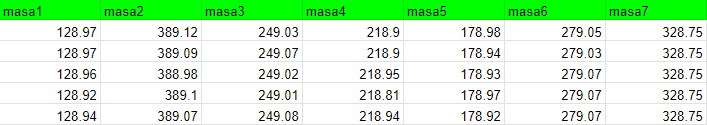 masa1 masa2 masa3 masa4 masa5 masa6 masa7
128.97 389.12 249.03 218.9 178.98 279.05 328.75
128.97 389.09 249.07 218.9 178.94 279.03 328.75
128.96 388.98 249.02 218.95 178.93 279.07 328.75
128.92 389.1 249.01 218.81 178.97 279.07 328.75
128.94 389.07 249.08 218.94 178.92 279.07 328.75